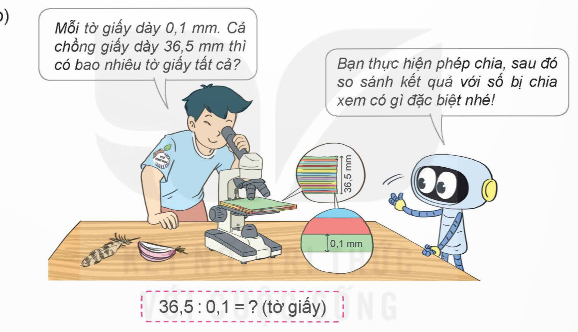 )
Mỗi tờ giấy dày 0,1 mm. Cả
chồng giấy dày 36,5 mm thì
có bao nhiêu tờ giấy tất cả?
Bạn thực hiện phép chia, sau đó
so sánh kết quả với số bị chia
xem có gì đặc biệt nhé!
36,5 mm
0,1 mm
36,5 : 0,1 = ? (tờ giấy)